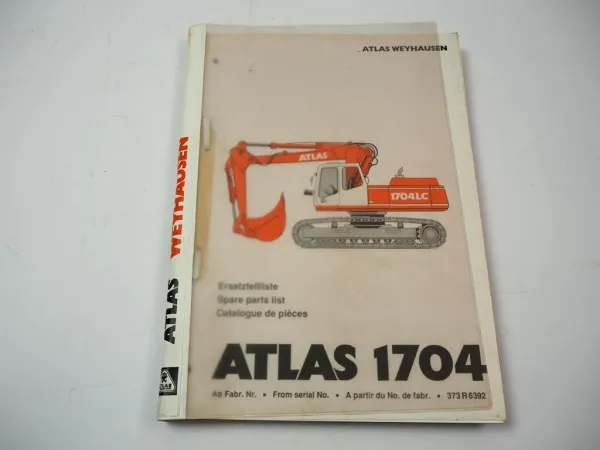 ATLAS WEYHAUSEN
ATLAS
1704LC
Ersatzteilliste
Spare parts list
Catalogue de pièces
ATLAS 1704
Ab Fabr. Nr. • From serial No. • A partir du No. de fabr. • 373 R 6392
ATLAS WEYHAUSEN
ATLAS